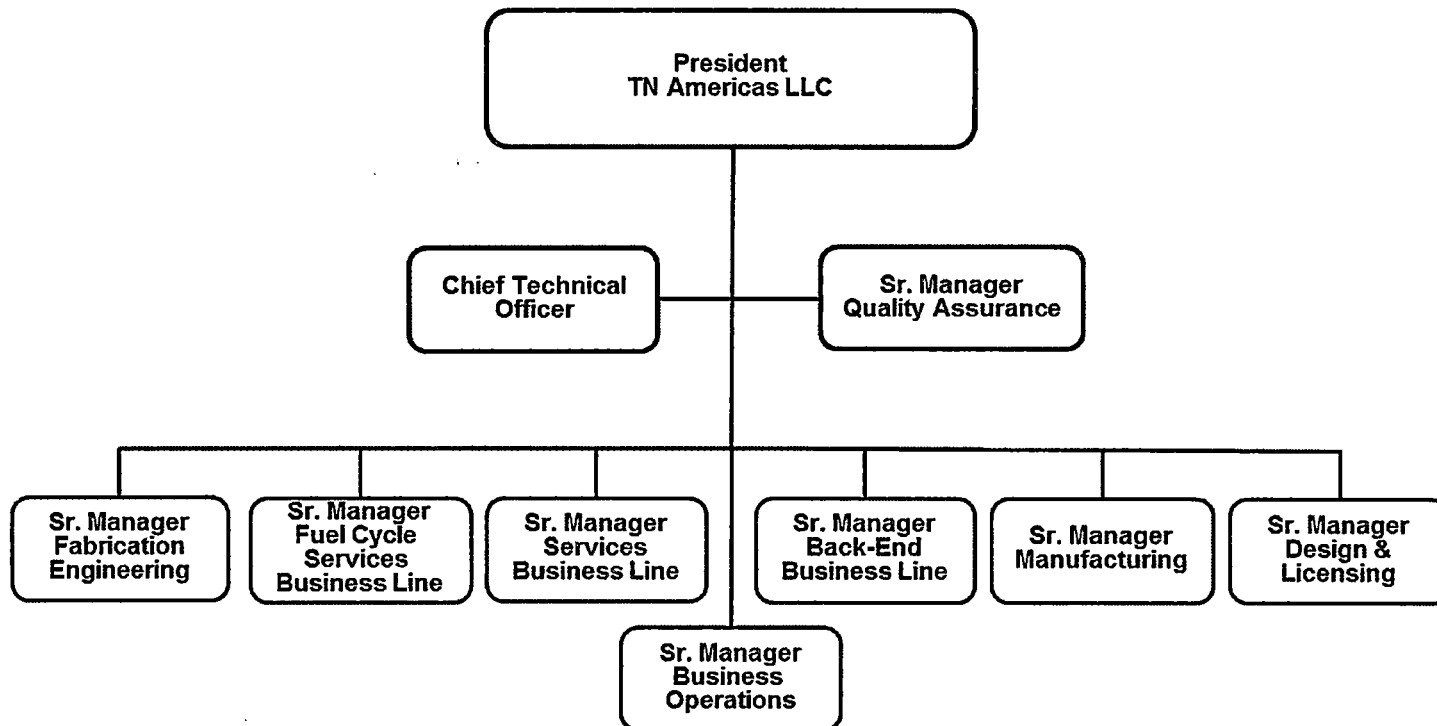 President
TN Americas LLC
Chief Technical
Officer
Sr. Manager
Quality Assurance
Sr. Manager
Fabrication
Engineering
Sr. Manager
Fuel Cycle
Services
Business Line
Sr. Manager
Services
Business Line
Sr. Manager
Back-End
Business Line
Sr. Manager
Manufacturing
Sr. Manager
Design &
Licensing
Sr. Manager
Business
Operations